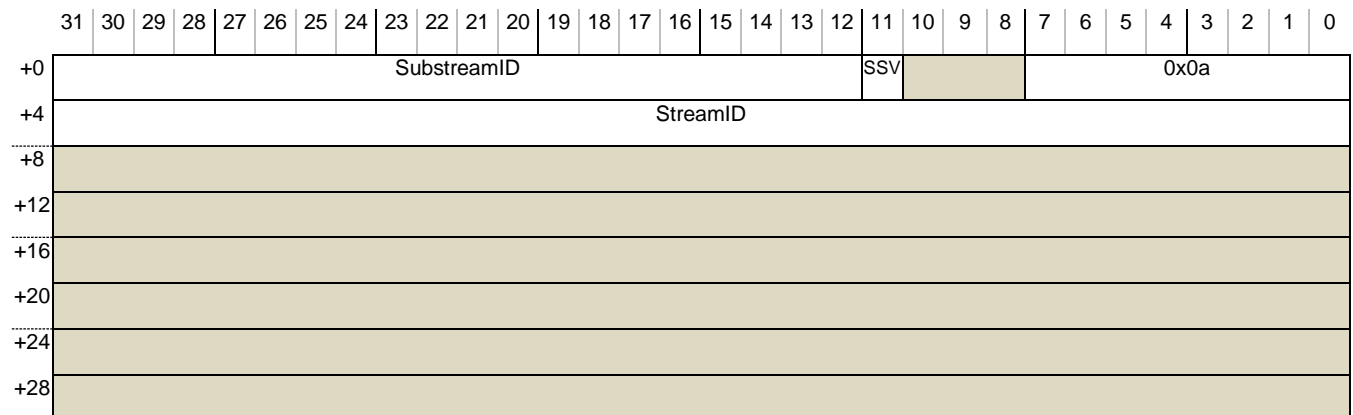 31 30 29 28 27 26 25 24 23 22 21 20 19 18 17 16 15 14 13 12 11 10 9 8 7 6 5 4 3 2 1 0
+0 SubstreamID SSV 0x0a
+4 StreamID
+8
+12
+16
+20
+24
+28